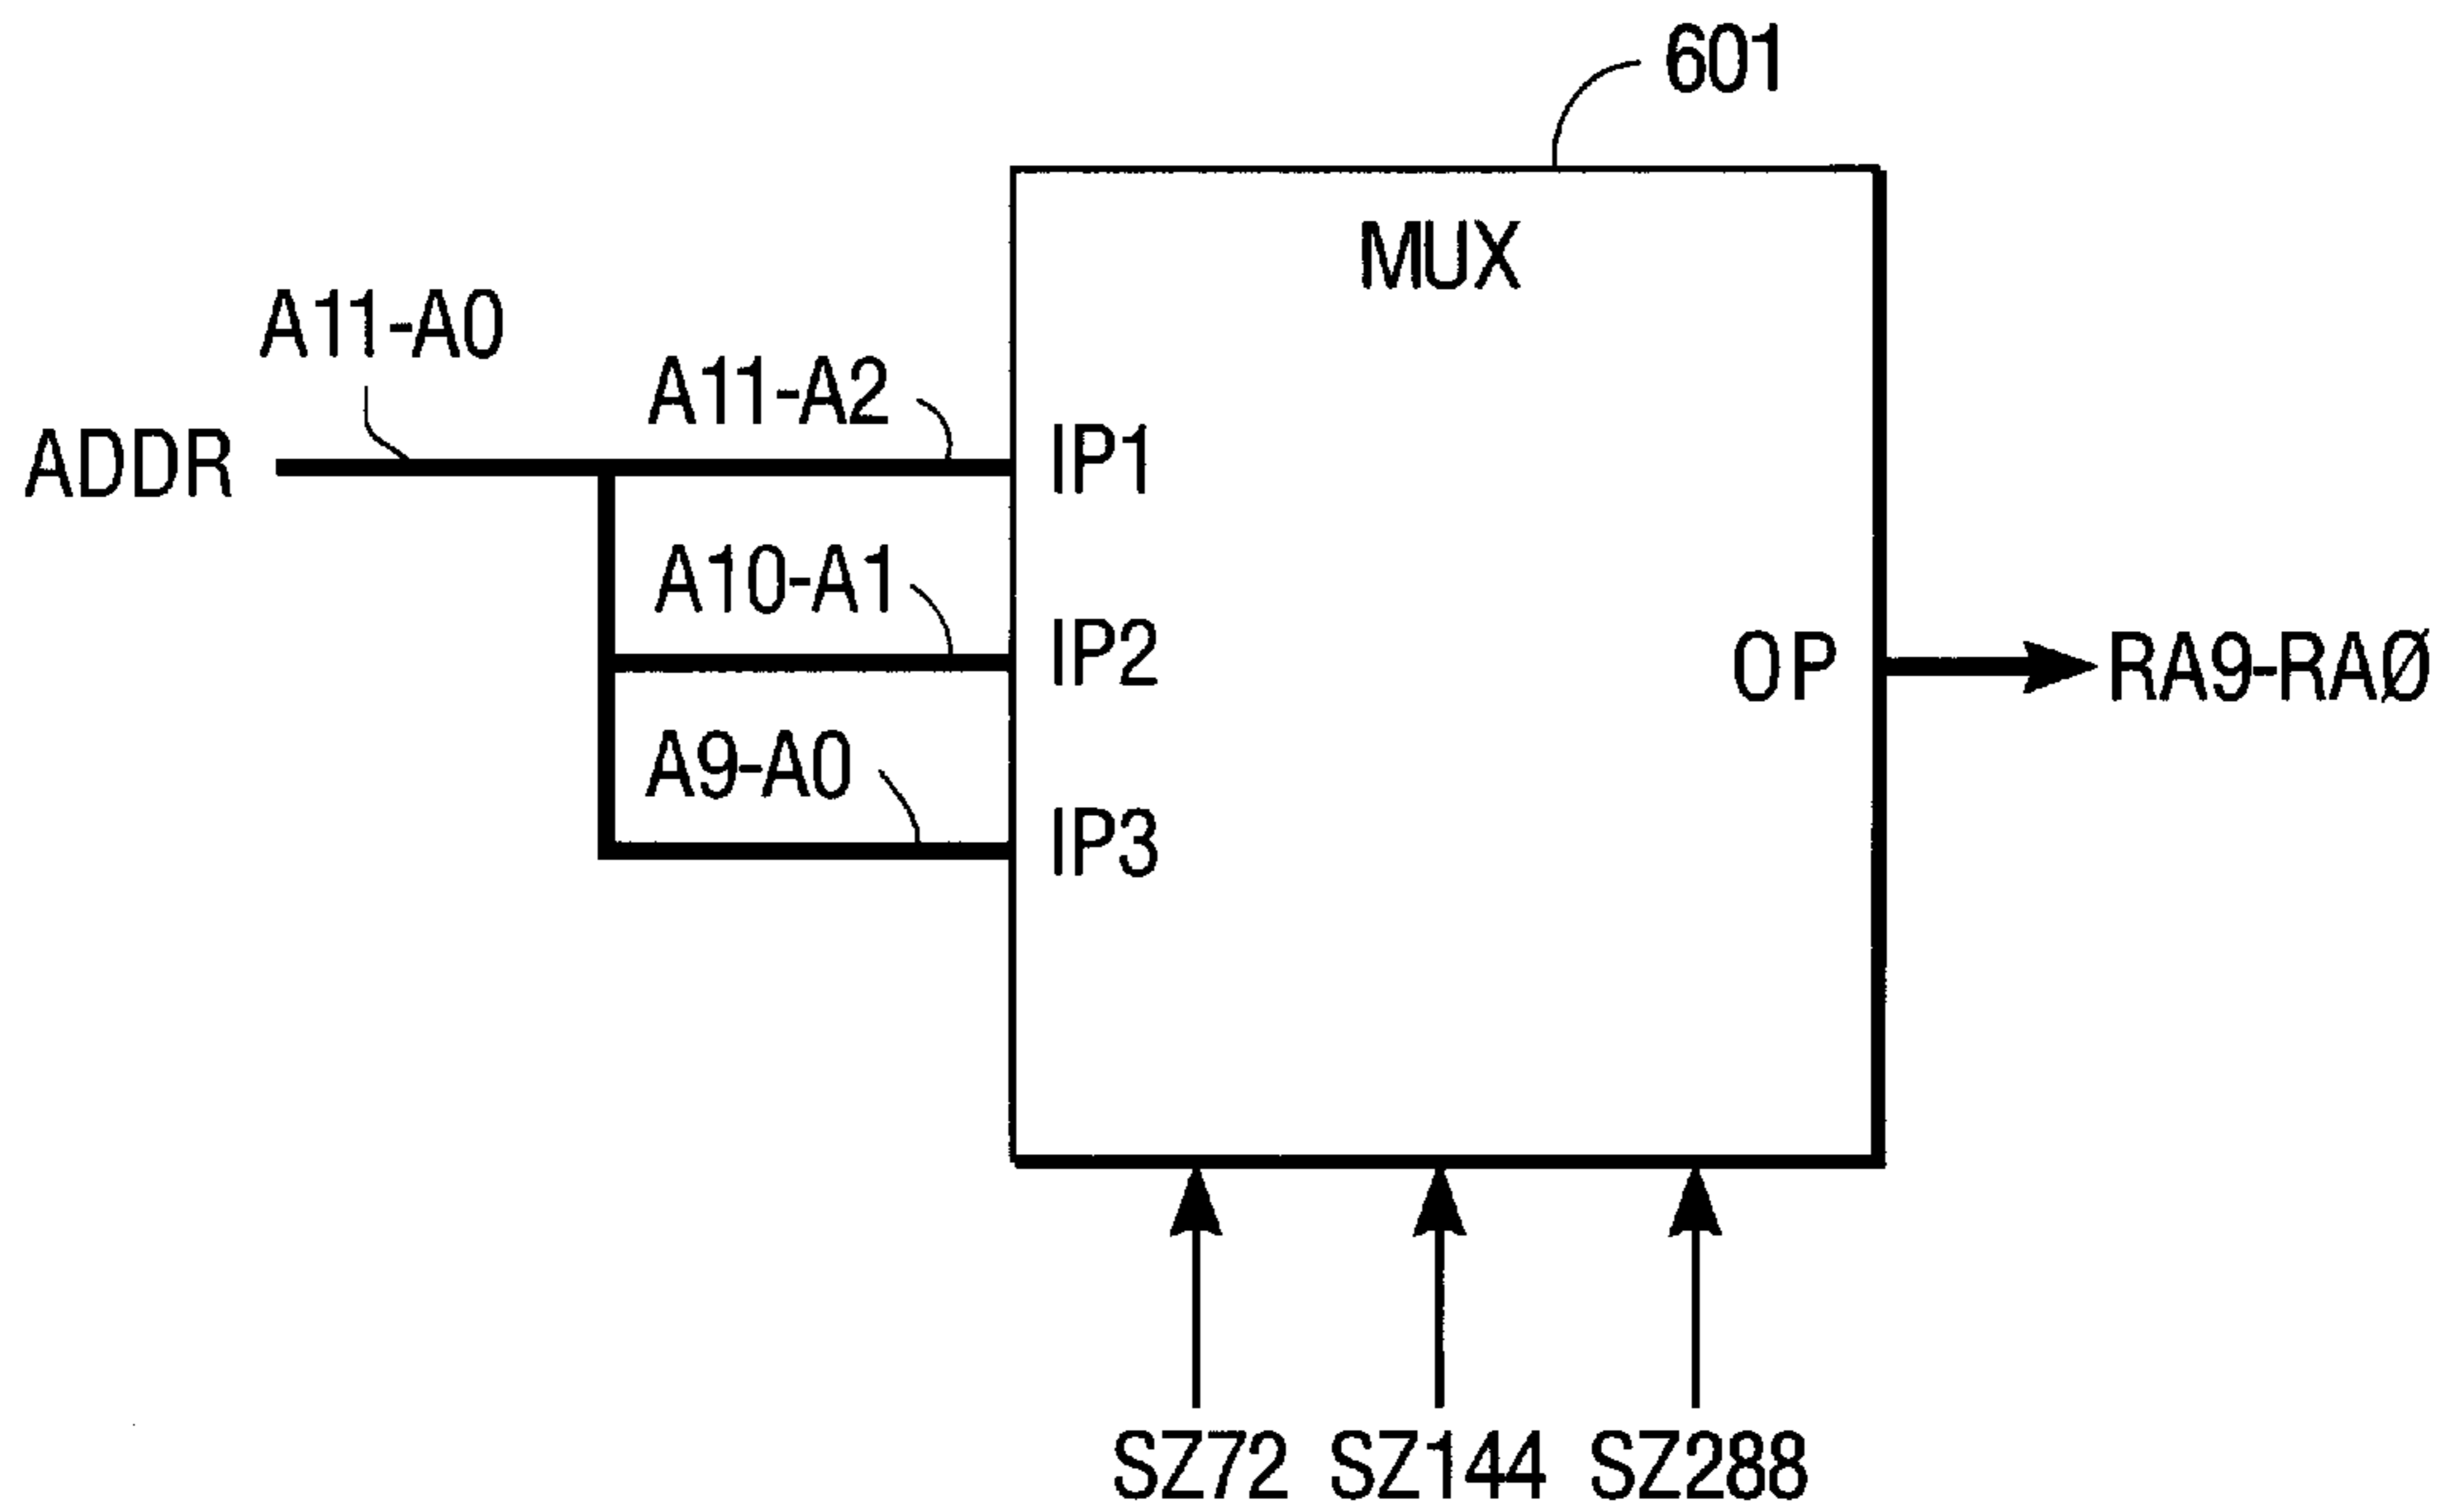 601
MUX
A11-A0
A11-A2
ADDR
IP1
A10-A1
IP2
OP
RA9-RAØ
A9-A0
IP3
SZ72
SZ144
SZ288